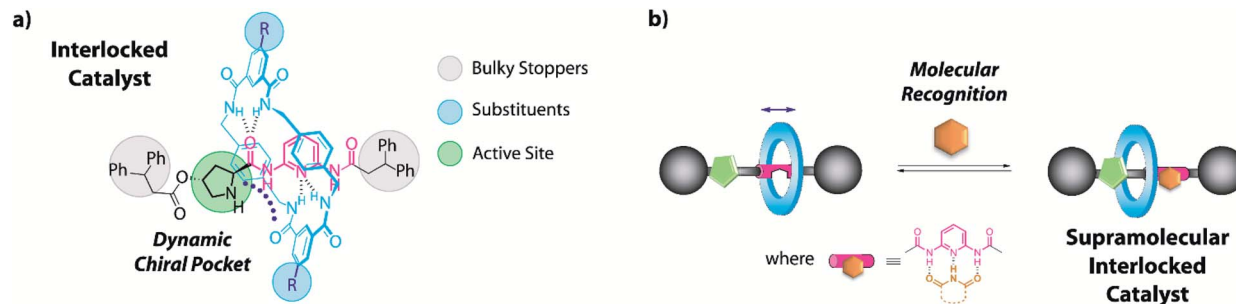 a)
Interlocked
Catalyst
R
Bulky Stoppers
Substituents
Active Site
O
O
N
H
H
N
O
H
N
N
H
N
O
Ph
Ph
Ph
Ph
O
O
N
H
H
N
H
N
O
O
R
Dynamic
Chiral Pocket
b)
Molecular
Recognition
where
≡
O
N
H
N
N
H
O
H
O
N
O
Supramolecular
Interlocked
Catalyst